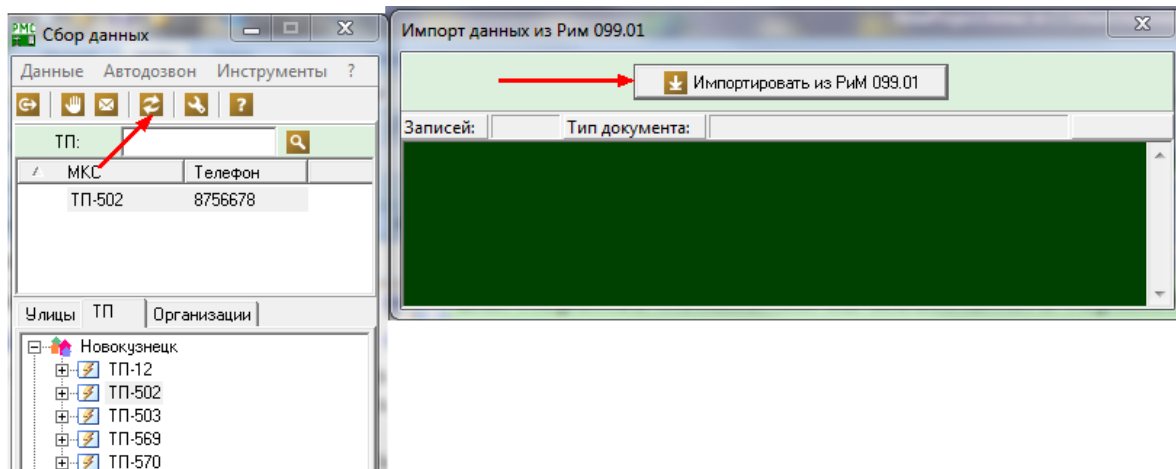 РМС Сбор данных
Данные Автодозвон Инструменты ?
?
ТП:
МКС Телефон
ТП-502 8756678
Улицы ТП Организации
Новокузнецк
ТП-12
ТП-502
ТП-503
ТП-569
ТП-570
Импорт данных из Рим 099.01
Импортировать из РиМ 099.01
Записей: Тип документа: